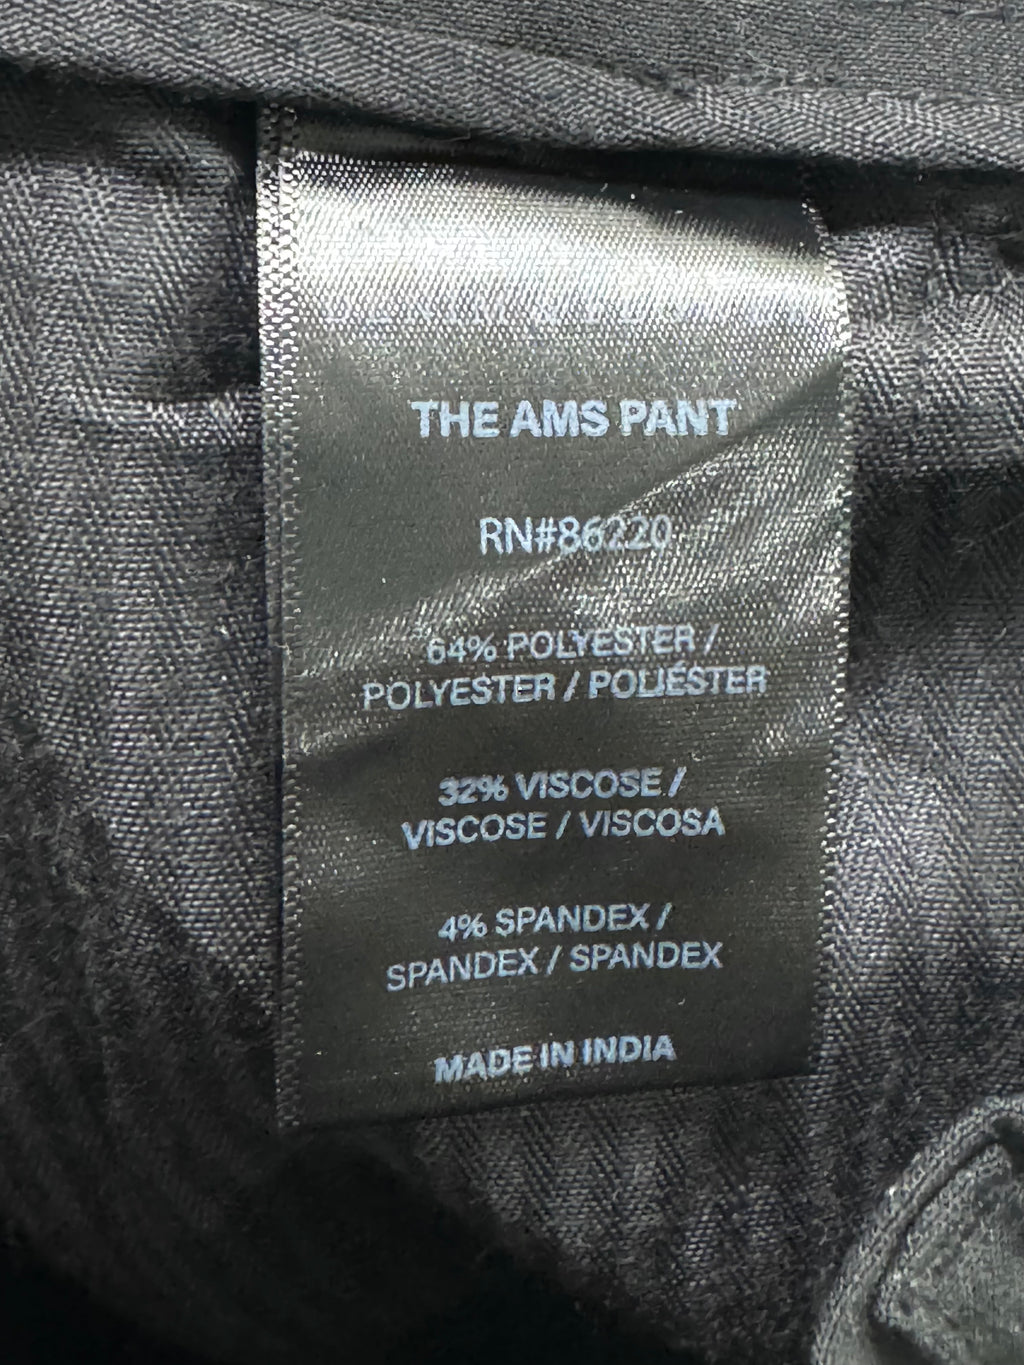 THE AMS PANT
RN#86220
64% POLYESTER /
POLYESTER / POLIÉSTER
32% VISCOSE /
VISCOSE / VISCOSA
4% SPANDEX /
SPANDEX / SPANDEX
MADE IN INDIA